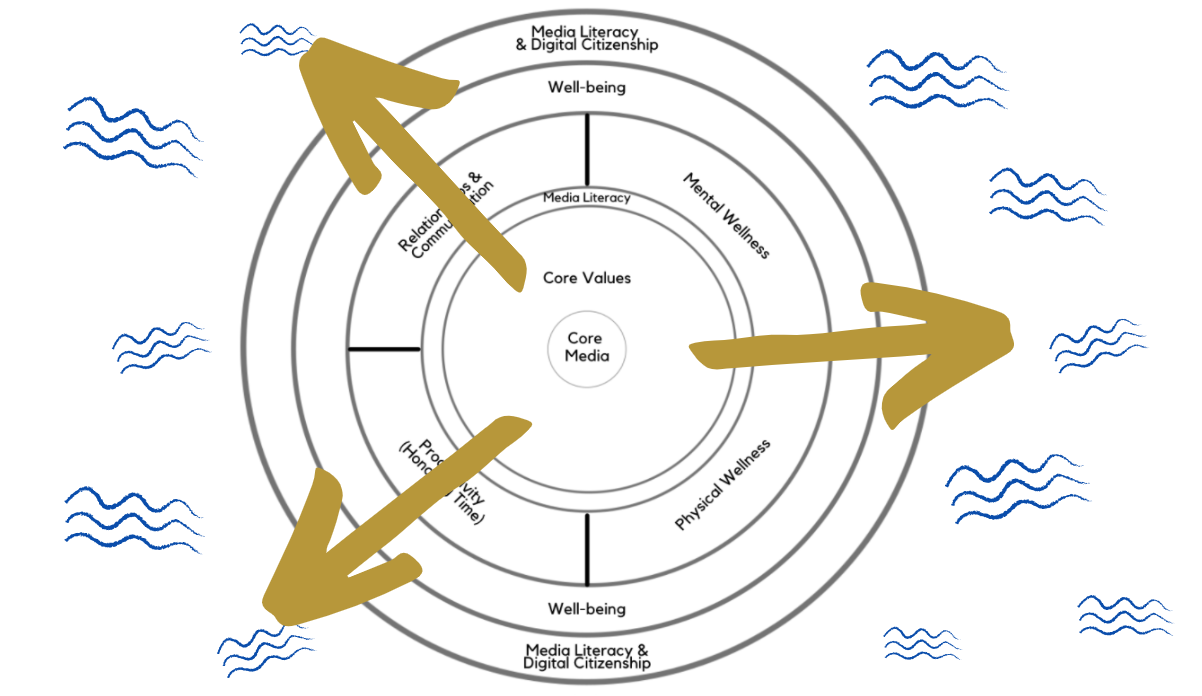 Media Literacy
& Digital Citizenship
Well-being
Media Literacy
Mental Wellness
Core Values
Core
Media
Physical Wellness
Time)
Well-being
Media Literacy &
Digital Citizenship